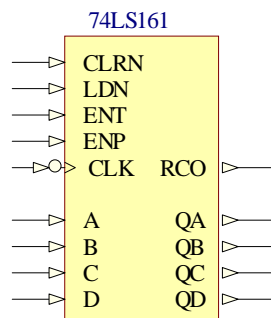 74LS161
CLRN
LDN
ENT
ENP
CLK RCO
A QA
B QB
C QC
D QD